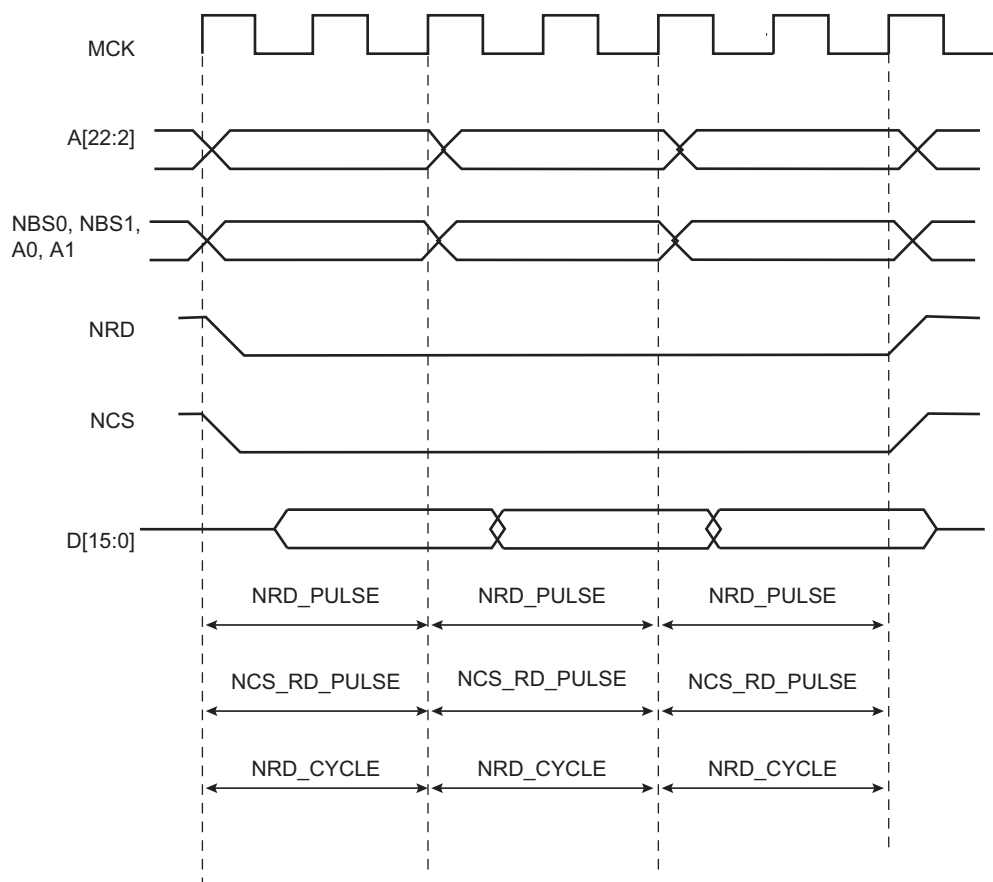 MCK
A[22:2]
NBS0, NBS1,
A0, A1
NRD
NCS
D[15:0]
NRD_PULSE NRD_PULSE NRD_PULSE
NCS_RD_PULSE NCS_RD_PULSE NCS_RD_PULSE
NRD_CYCLE NRD_CYCLE NRD_CYCLE